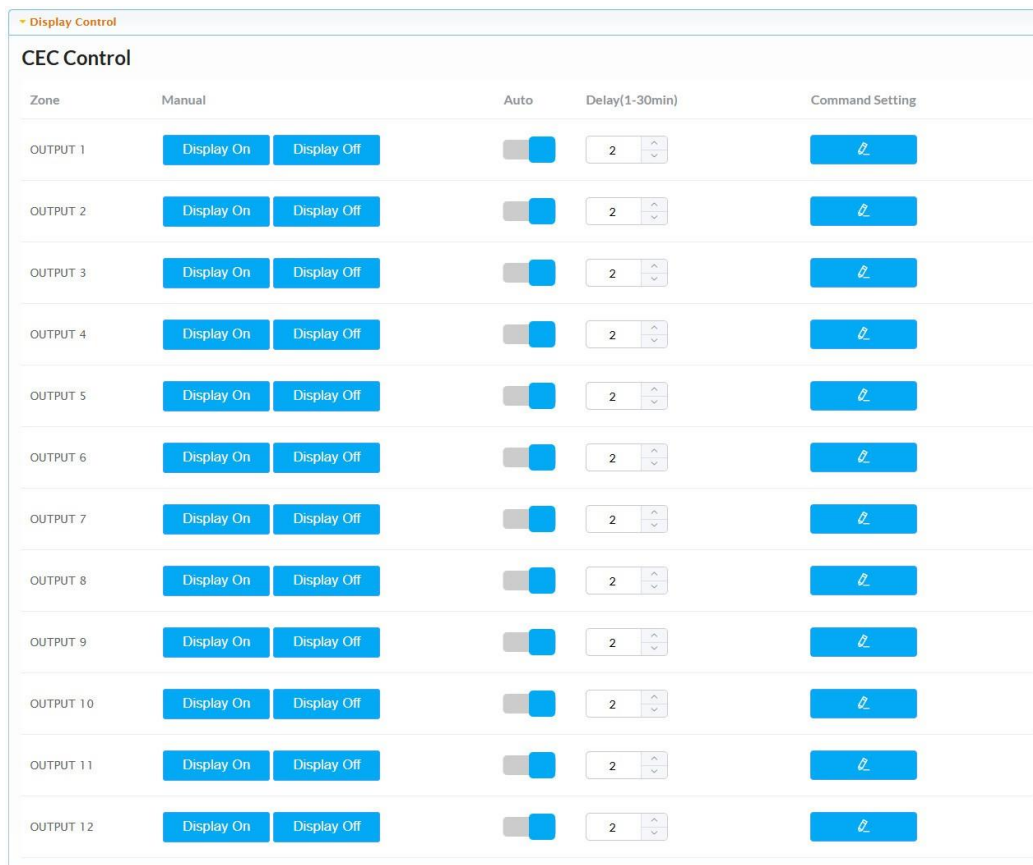 Display Control
CEC Control
Zone Manual Auto Delay(1-30min) Command Setting
OUTPUT 1 Display On Display Off 2
OUTPUT 2 Display On Display Off 2
OUTPUT 3 Display On Display Off 2
OUTPUT 4 Display On Display Off 2
OUTPUT 5 Display On Display Off 2
OUTPUT 6 Display On Display Off 2
OUTPUT 7 Display On Display Off 2
OUTPUT 8 Display On Display Off 2
OUTPUT 9 Display On Display Off 2
OUTPUT 10 Display On Display Off 2
OUTPUT 11 Display On Display Off 2
OUTPUT 12 Display On Display Off 2